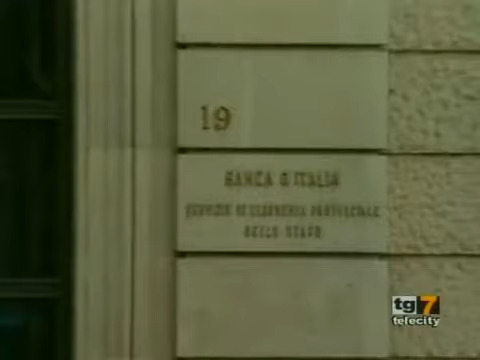 19
BANCA D'ITALIA
SERVIZIO DI TESORERIA PROVINCIALE
DELLO STATO
tg7
telecity